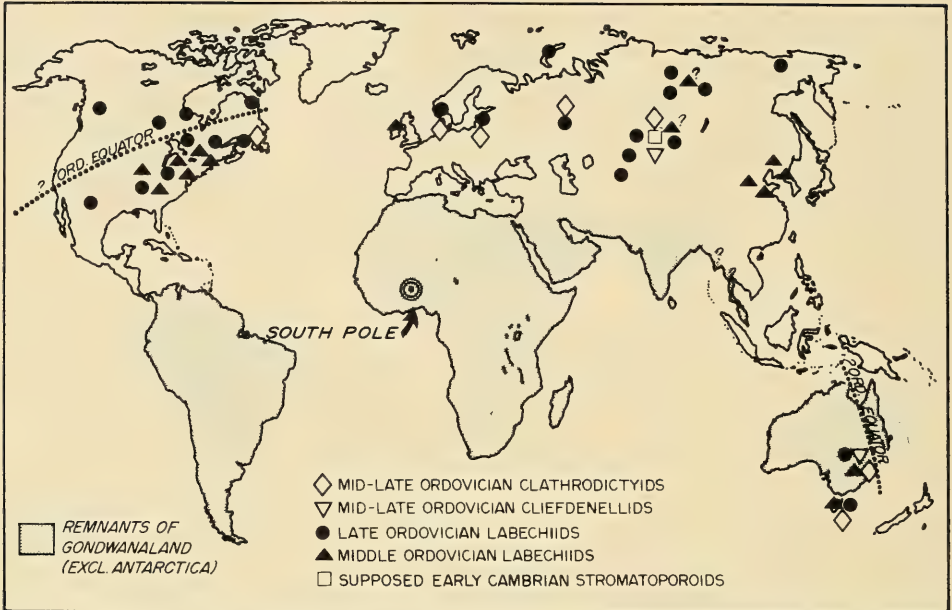 ? ORD. EQUATOR
?
?
?
? ORD. EQUATOR
SOUTH POLE
MID-LATE ORDOVICIAN CLATHRODICTYIDS
MID-LATE ORDOVICIAN CLIEFDENELLIDS
LATE ORDOVICIAN LABECHIIDS
MIDDLE ORDOVICIAN LABECHIIDS
SUPPOSED EARLY CAMBRIAN STROMATOPOROIDS
REMNANTS OF
GONDWANALAND
(EXCL. ANTARCTICA)